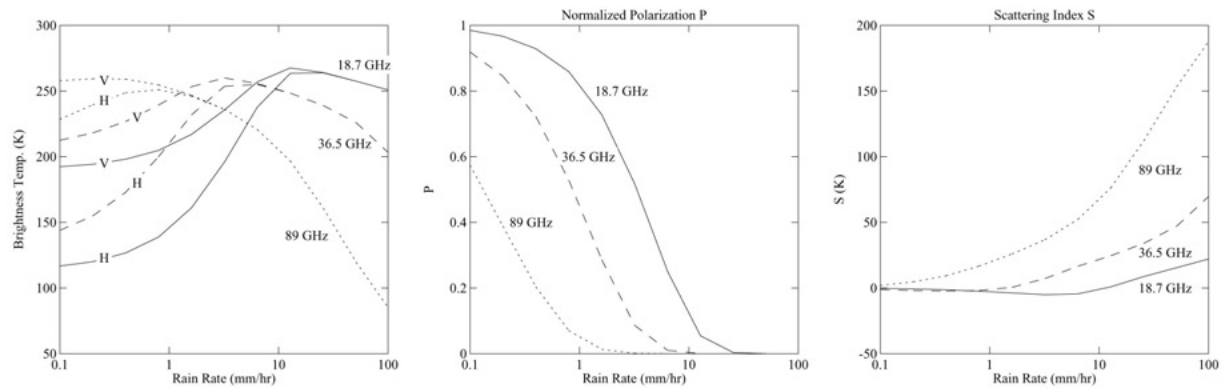 300
250
200
150
100
50
0.1
1
10
100
Brightness Temp. (K)
Rain Rate (mm/hr)
V
H
V
V
H
H
18.7 GHz
36.5 GHz
89 GHz
Normalized Polarization P
1
0.8
0.6
0.4
0.2
0
0.1
1
10
100
P
Rain Rate (mm/hr)
18.7 GHz
36.5 GHz
89 GHz
Scattering Index S
200
150
100
50
0
-50
0.1
1
10
100
S (K)
Rain Rate (mm/hr)
89 GHz
36.5 GHz
18.7 GHz